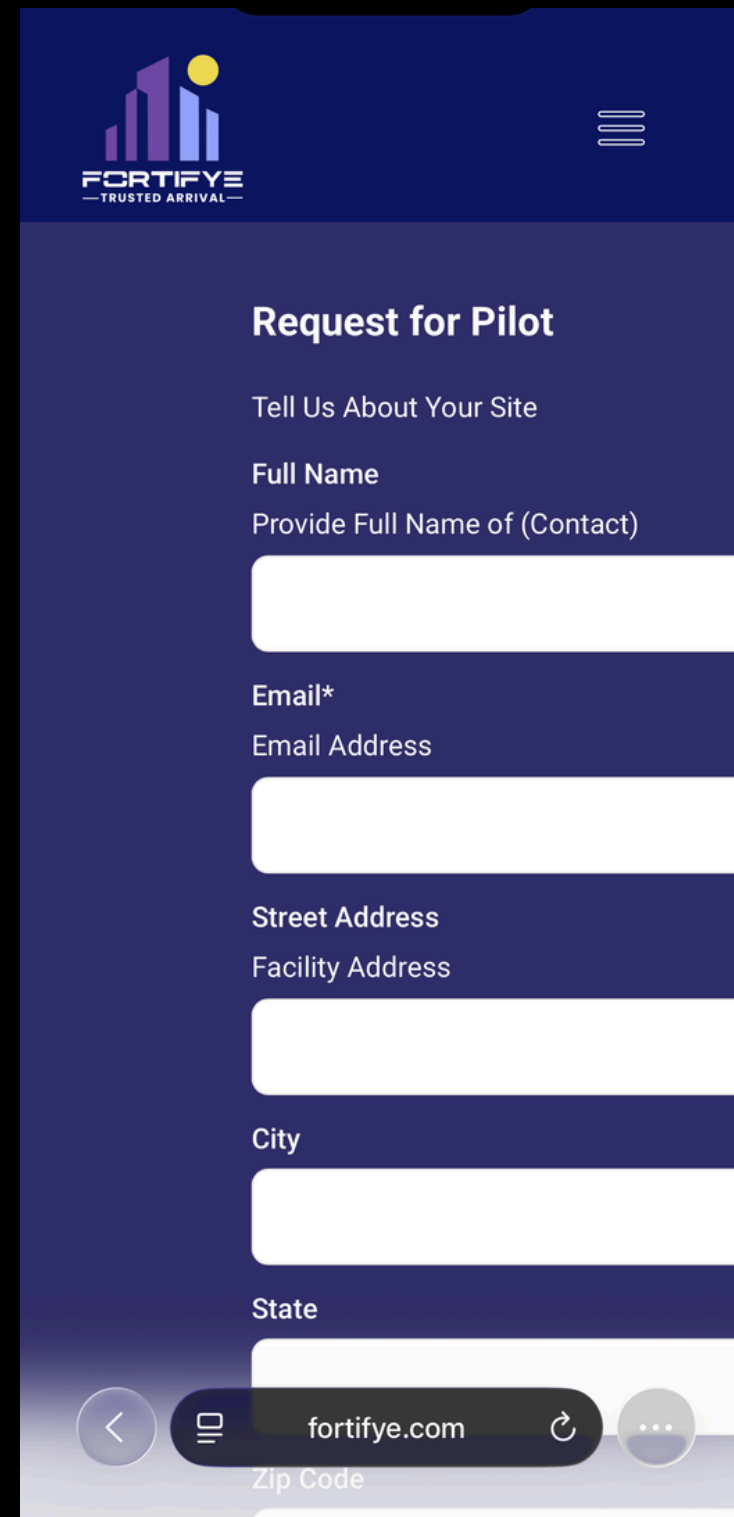 FORTIFYE
—TRUSTED ARRIVAL—
Request for Pilot
Tell Us About Your Site
Full Name
Provide Full Name of (Contact)
Email*
Email Address
Street Address
Facility Address
City
State
fortifye.com
Zip Code